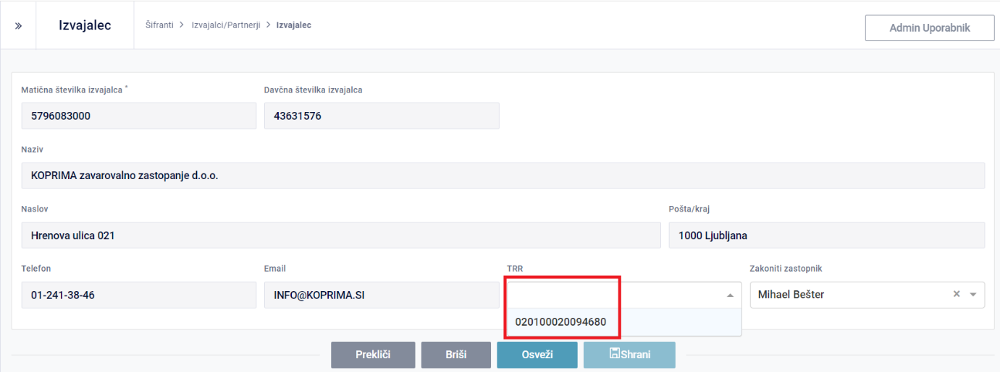 » Izvajalec Šifranti > Izvajalci/Partnerji > Izvajalec Admin Uporabnik
Matična številka izvajalca * Davčna številka izvajalca
5796083000 43631576
Naziv
KOPRIMA zavarovalno zastopanje d.o.o.
Naslov Pošta/kraj
Hrenova ulica 021 1000 Ljubljana
Telefon Email TRR Zakoniti zastopnik
01-241-38-46 INFO@KOPRIMA.SI Mihael Bešter ×
020100020094680
Prekliči Briši Osveži Shrani